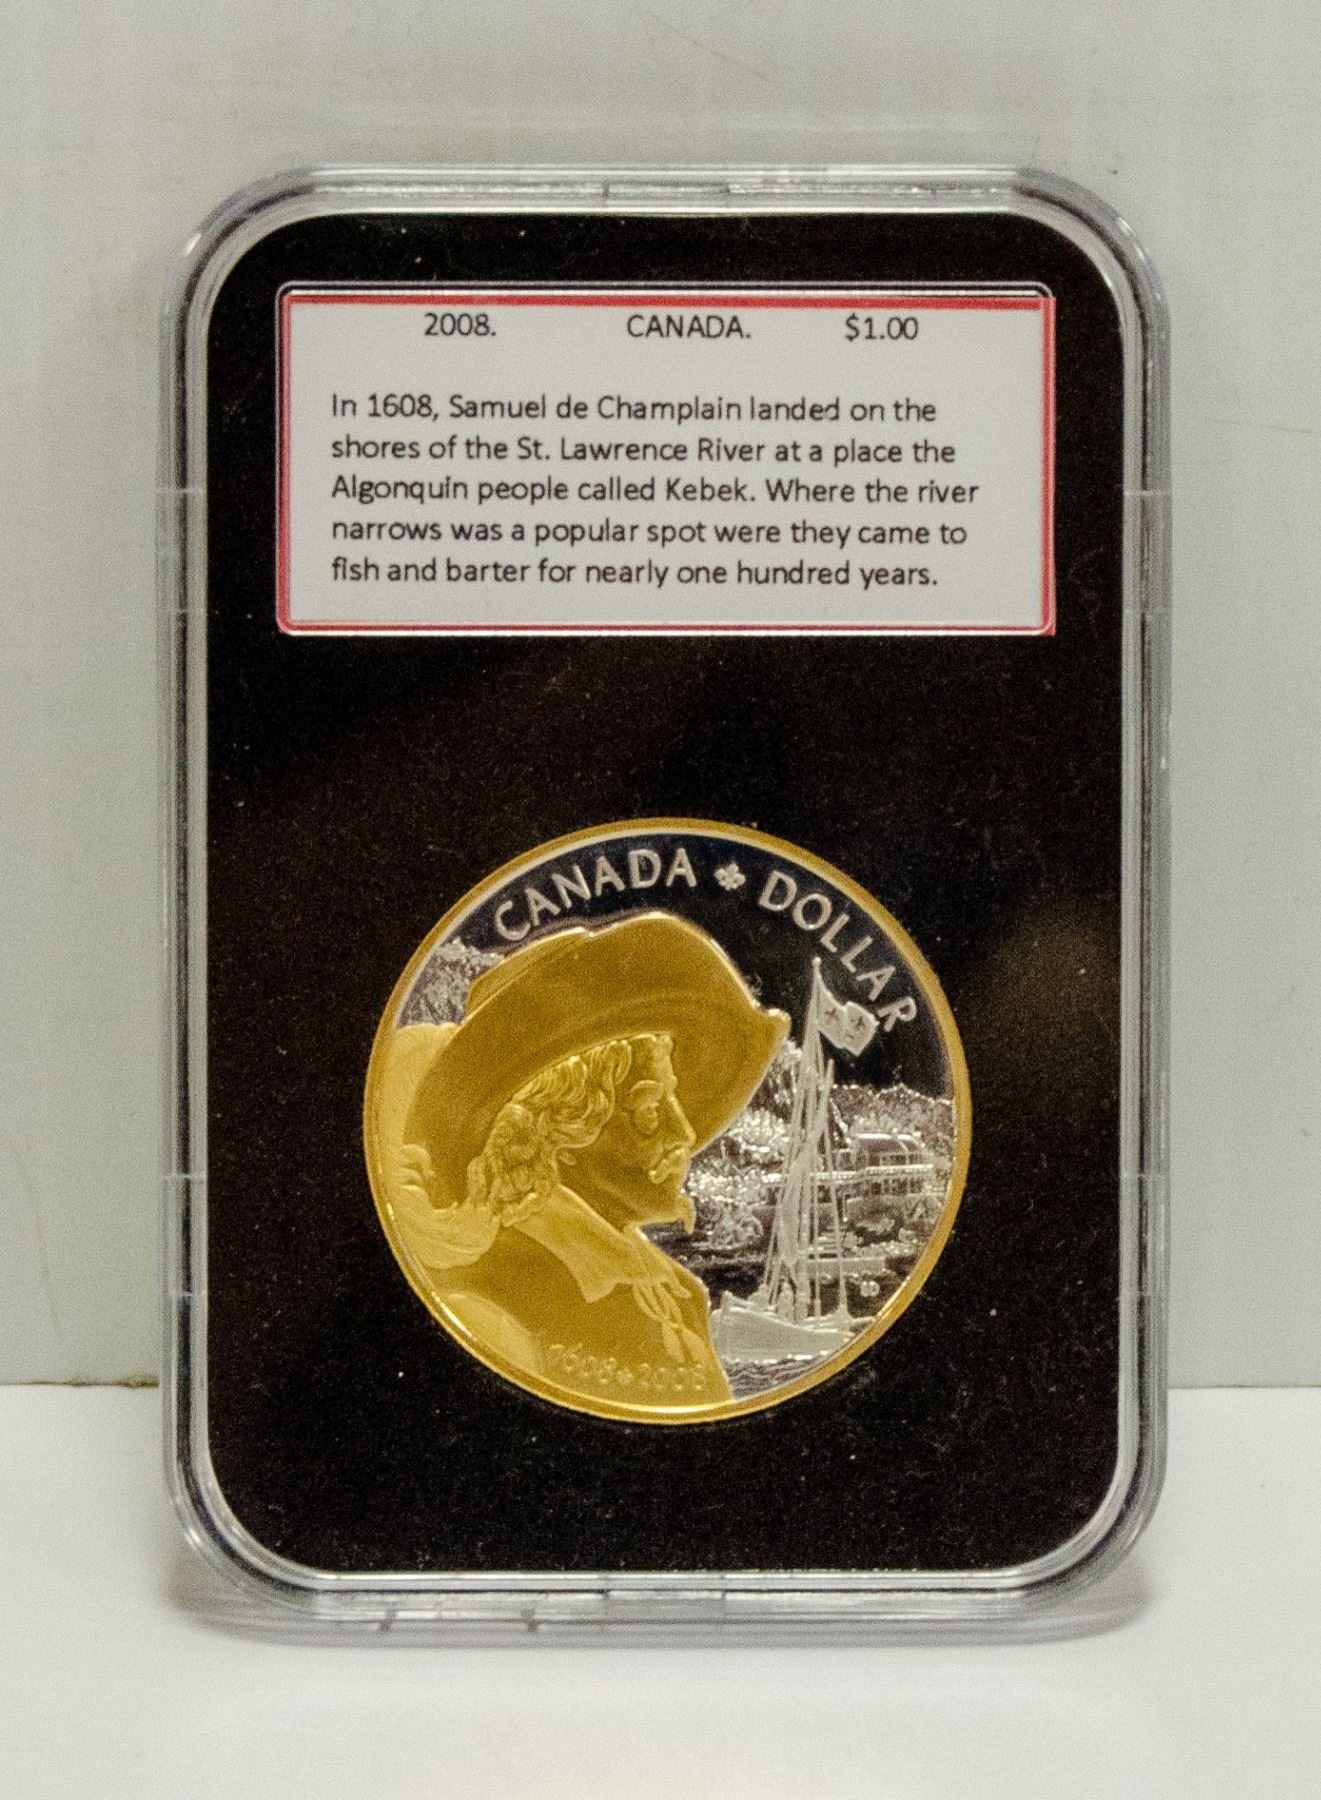 2008. CANADA. $1.00
In 1608, Samuel de Champlain landed on the
shores of the St. Lawrence River at a place the
Algonquin people called Kebek. Where the river
narrows was a popular spot were they came to
fish and barter for nearly one hundred years.
CANADA DOLLAR
1608 2008